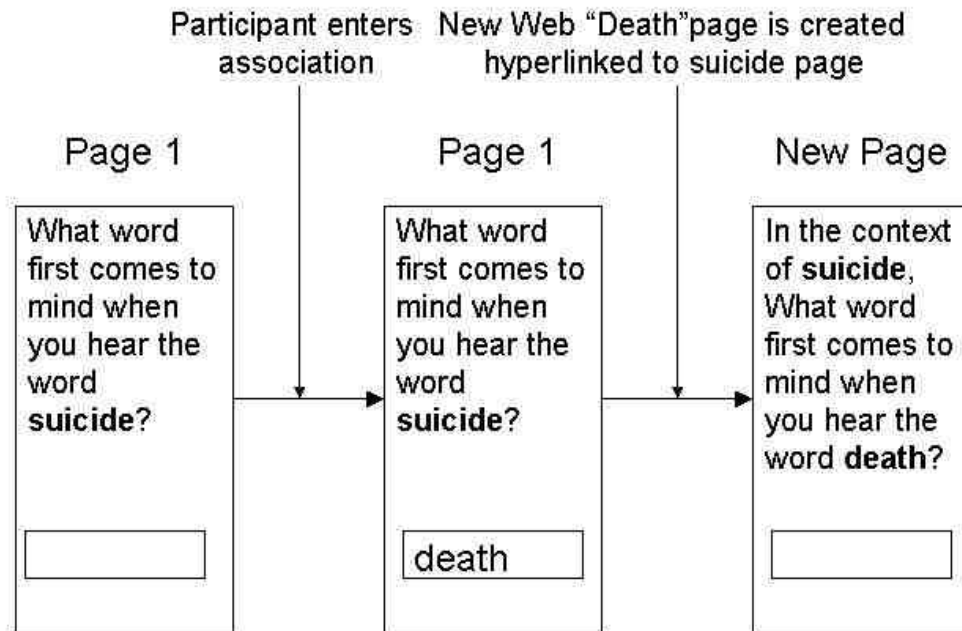 Participant enters
association
New Web “Death”page is created
hyperlinked to suicide page
Page 1
What word
first comes to
mind when
you hear the
word
suicide?
Page 1
What word
first comes to
mind when
you hear the
word
suicide?
death
New Page
In the context
of suicide,
What word
first comes to
mind when
you hear the
word death?